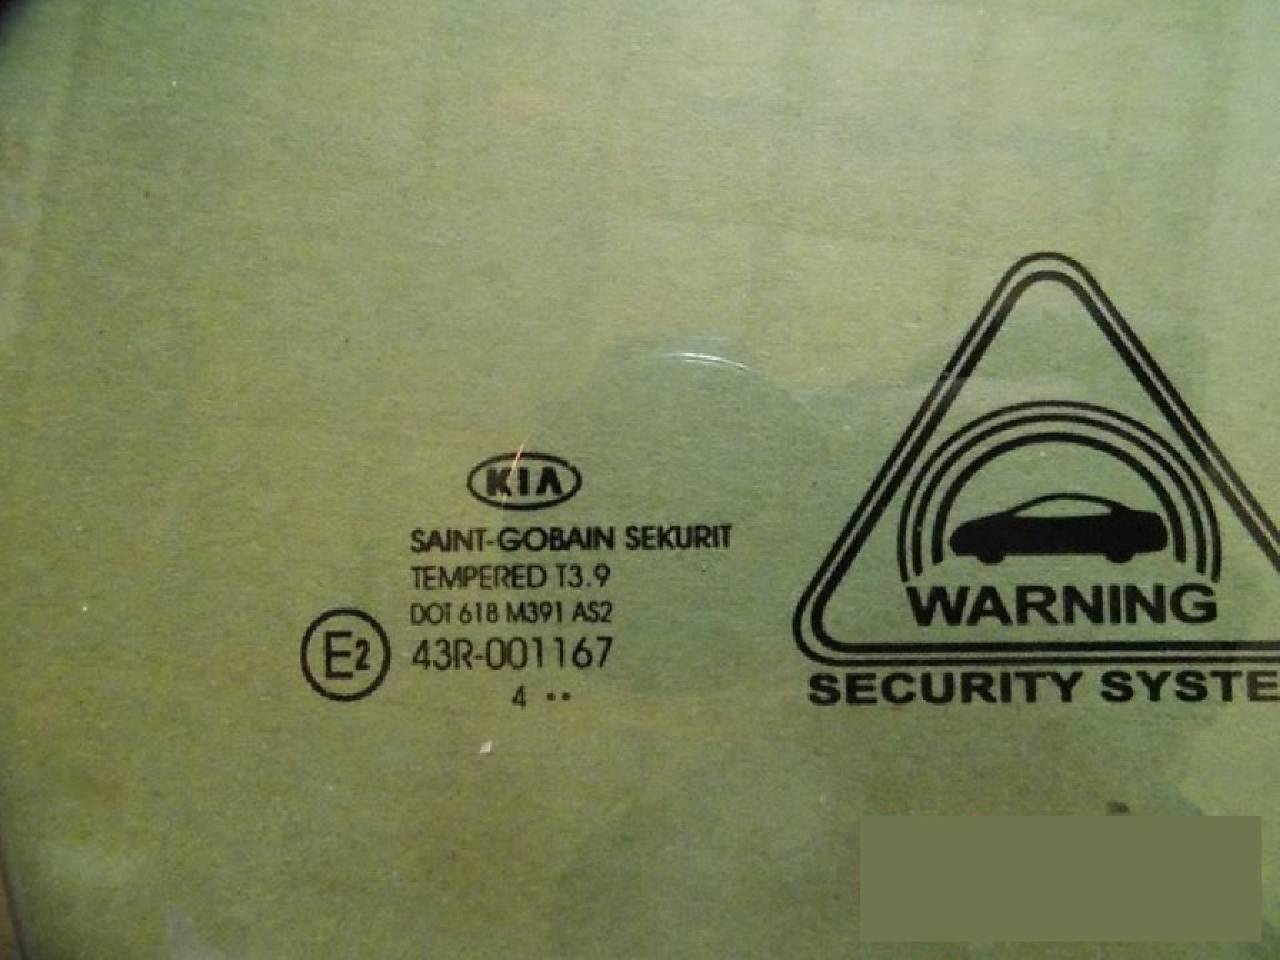 KIA
SAINT-GOBAIN SEKURIT
TEMPERED T3.9
DOT 618 M391 AS2
E2 43R-001167
4 ••
WARNING
SECURITY SYSTE